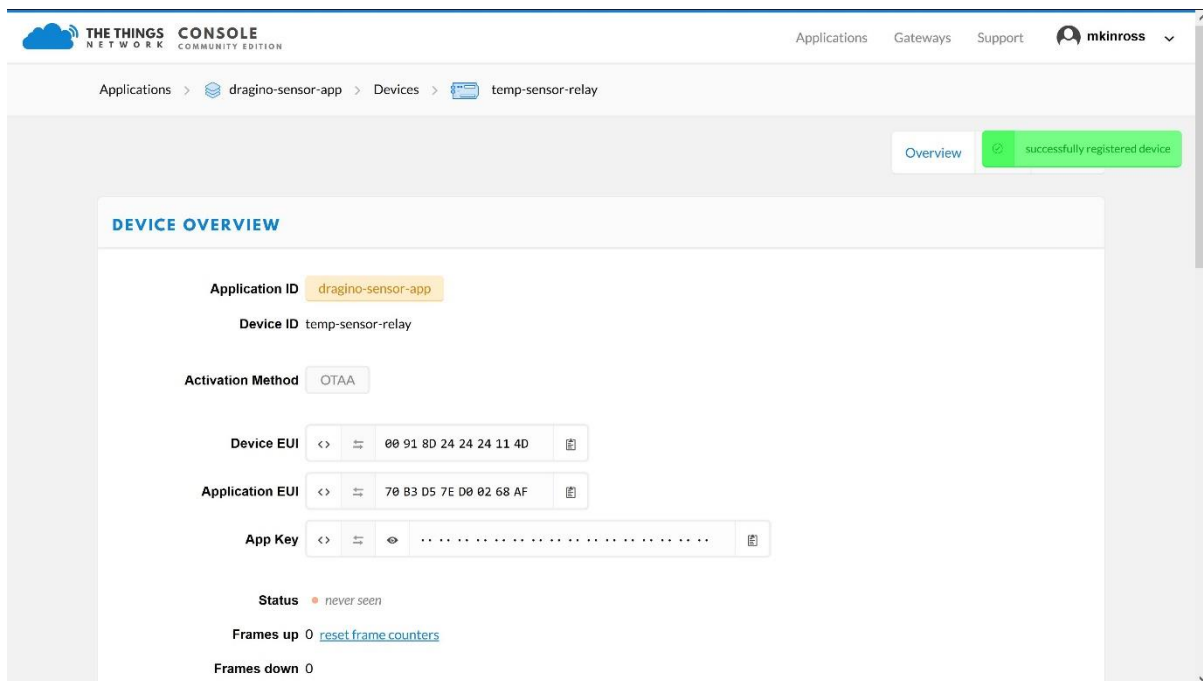 THE THINGS CONSOLE
NETWORK COMMUNITY EDITION
Applications Gateways Support mkinross
Applications > dragino-sensor-app > Devices > temp-sensor-relay
Overview successfully registered device
DEVICE OVERVIEW
Application ID dragino-sensor-app
Device ID temp-sensor-relay
Activation Method OTAA
Device EUI <> 00 91 8D 24 24 24 11 4D
Application EUI <> 70 B3 D5 7E D0 02 68 AF
App Key <>
Status never seen
Frames up 0 reset frame counters
Frames down 0